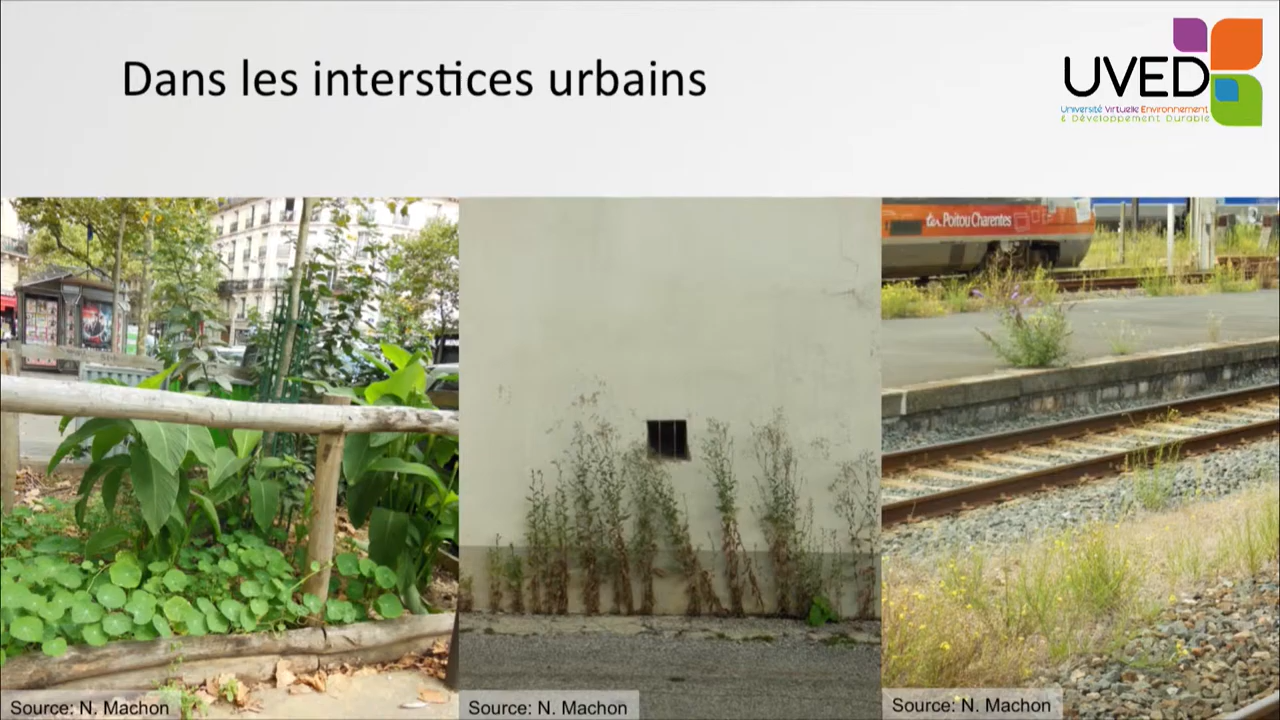 Dans les interstices urbains
UVED
Université Virtuelle Environnement
& Développement Durable
Poitou Charentes
Source: N. Machon
Source: N. Machon
Source: N. Machon